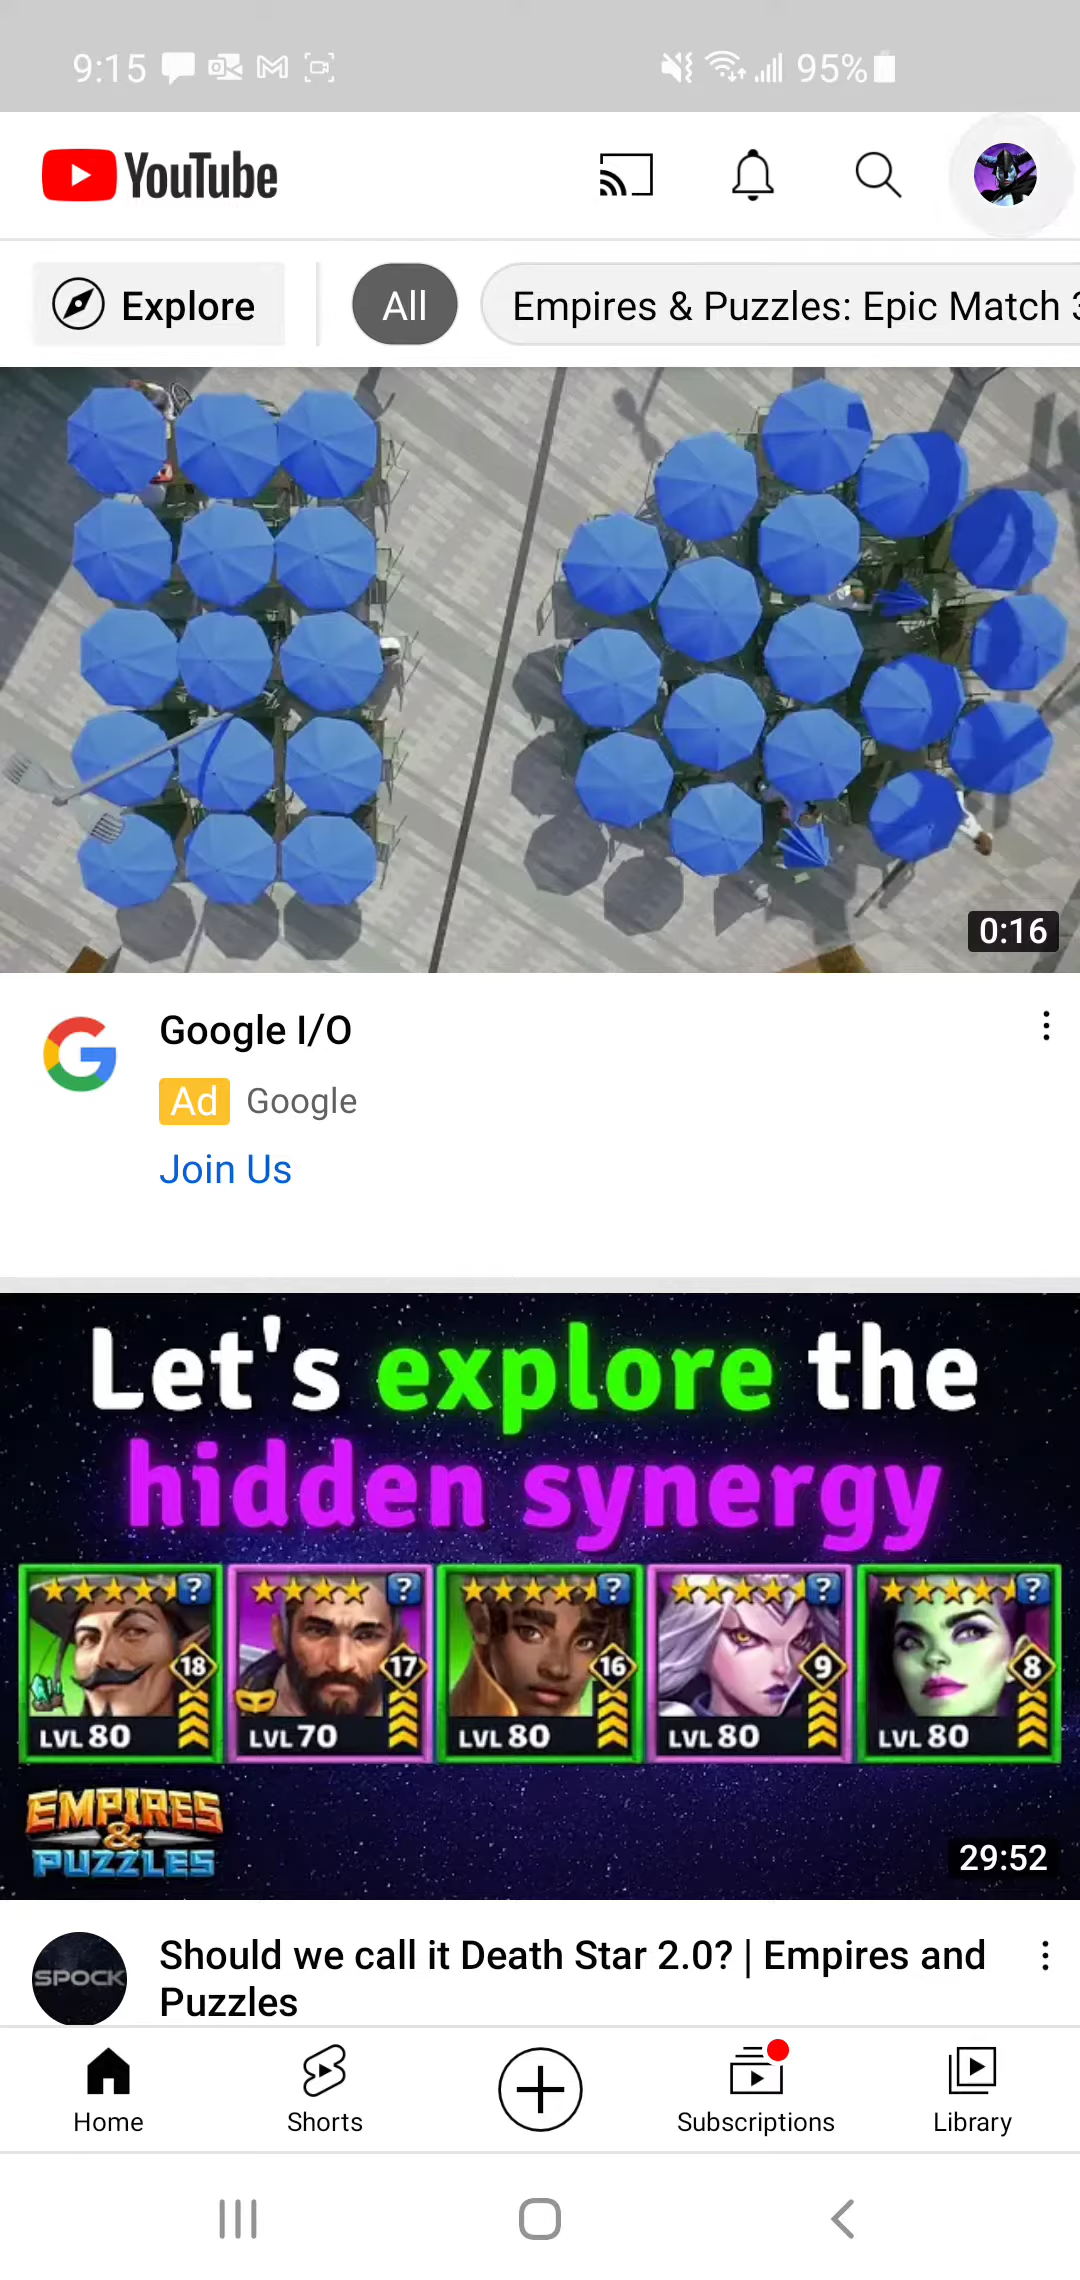 9:15
95%
YouTube
Explore
All
Empires & Puzzles: Epic Match 3
0:16
Google I/O
Ad Google
Join Us
Let's explore the
hidden synergy
? ? ? ? ?
18 17 16 9 8
LVL 80 LVL 70 LVL 80 LVL 80 LVL 80
EMPIRES
&
PUZZLES
29:52
SPOCK
Should we call it Death Star 2.0? | Empires and
Puzzles
Home
Shorts
Subscriptions
Library